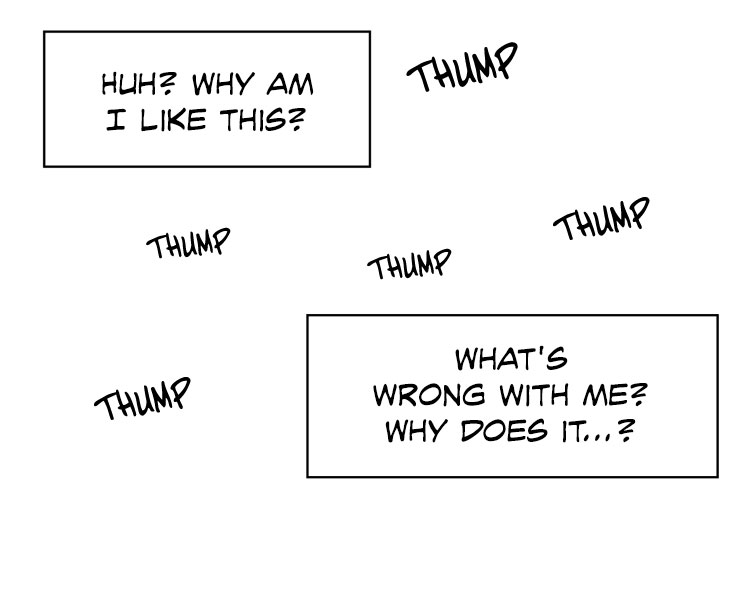 HUH? WHY AM
I LIKE THIS?
THUMP
THUMP
THUMP
THUMP
WHAT'S
WRONG WITH ME?
WHY DOES IT...?
THUMP